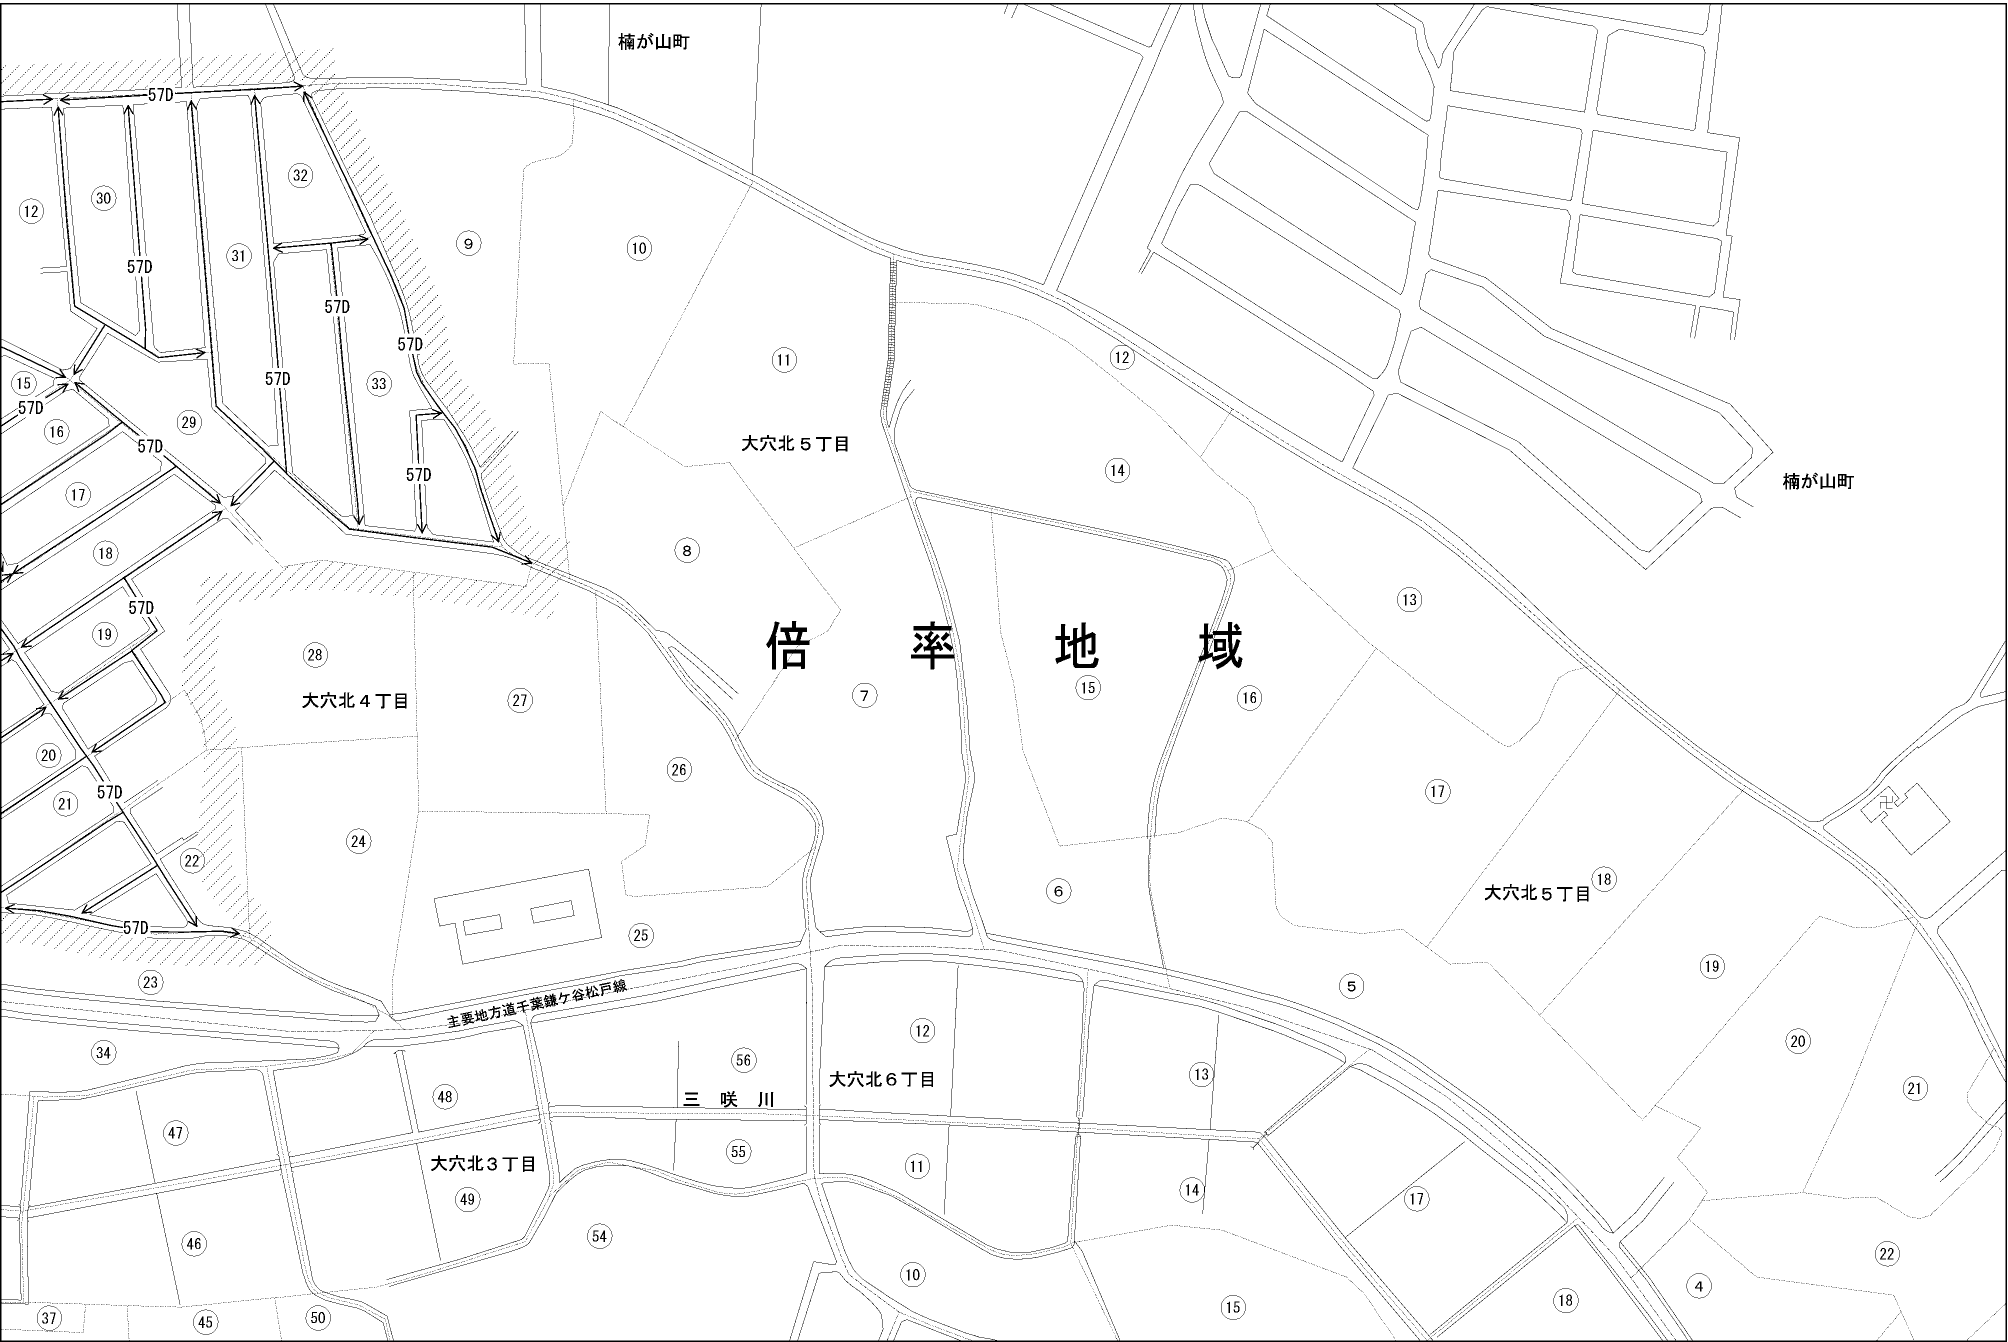 楠が山町
57D
32
30
12
9
10
31
57D
57D
57D
11
12
57D
33
15
57D
29
16
57D
大穴北５丁目
14
57D
楠が山町
17
18
8
57D
13
19
倍率地域
28
大穴北４丁目
27
7
15
16
20
26
21
57D
17
24
22
18
大穴北５丁目
6
57D
25
19
23
5
主要地方道千葉鎌ケ谷松戸線
34
12
20
56
大穴北６丁目
13
21
48
三咲川
47
55
大穴北３丁目
11
14
49
17
46
54
22
10
4
37
45
50
15
18